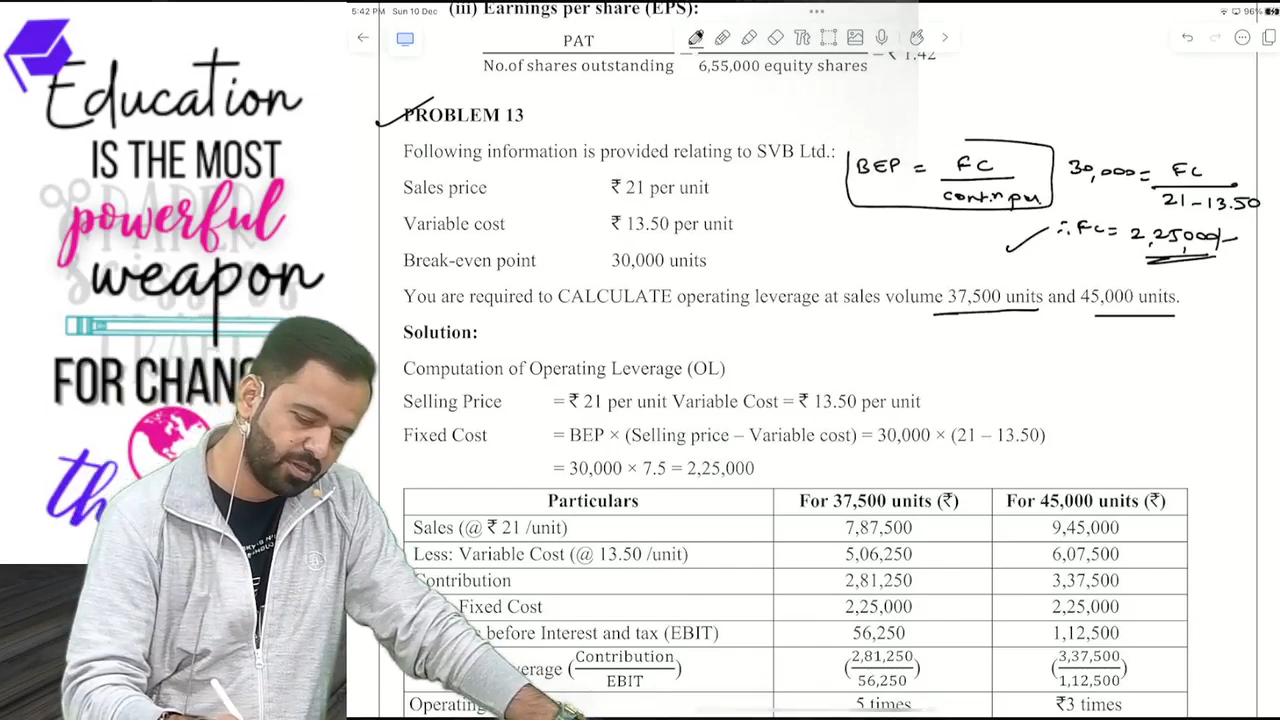 5:42 PM Sun 10 Dec
96%
(iii) Earnings per share (EPS):
PAT
No.of shares outstanding
6,55,000 equity shares
= ₹ 1.42
Education
IS THE MOST
powerful
weapon
FOR CHANG
th
PROBLEM 13
Following information is provided relating to SVB Ltd.:
Sales price ₹ 21 per unit
Variable cost ₹ 13.50 per unit
Break-even point 30,000 units
BEP = FC / contr.n p.u.
30,000 = FC / 21 - 13.50
∴ FC = 2,25,000/-
You are required to CALCULATE operating leverage at sales volume 37,500 units and 45,000 units.
Solution:
Computation of Operating Leverage (OL)
Selling Price = ₹ 21 per unit Variable Cost = ₹ 13.50 per unit
Fixed Cost = BEP × (Selling price – Variable cost) = 30,000 × (21 – 13.50)
= 30,000 × 7.5 = 2,25,000
Particulars For 37,500 units (₹) For 45,000 units (₹)
Sales (@ ₹ 21 /unit) 7,87,500 9,45,000
Less: Variable Cost (@ 13.50 /unit) 5,06,250 6,07,500
Contribution 2,81,250 3,37,500
Fixed Cost 2,25,000 2,25,000
before Interest and tax (EBIT) 56,250 1,12,500
erage (Contribution / EBIT) (2,81,250 / 56,250) (3,37,500 / 1,12,500)
Operating 5 times ₹3 times